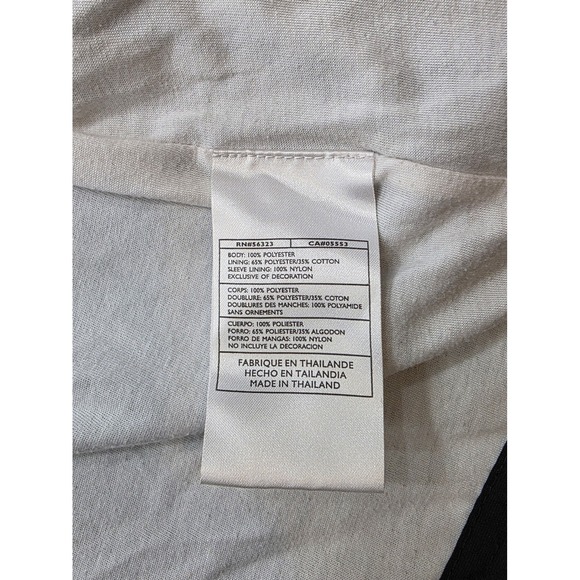 RN#56323 CA#05553
BODY: 100% POLYESTER
LINING: 65% POLYESTER/35% COTTON
SLEEVE LINING: 100% NYLON
EXCLUSIVE OF DECORATION
CORPS: 100% POLYESTER
DOUBLURE: 65% POLYESTER/35% COTON
DOUBLURES DES MANCHES: 100% POLYAMIDE
SANS ORNEMENTS
CUERPO: 100% POLIESTER
FORRO: 65% POLIESTER/35% ALGODON
FORRO DE MANGAS: 100% NYLON
NO INCLUYE LA DECORACION
FABRIQUE EN THAILANDE
HECHO EN TAILANDIA
MADE IN THAILAND